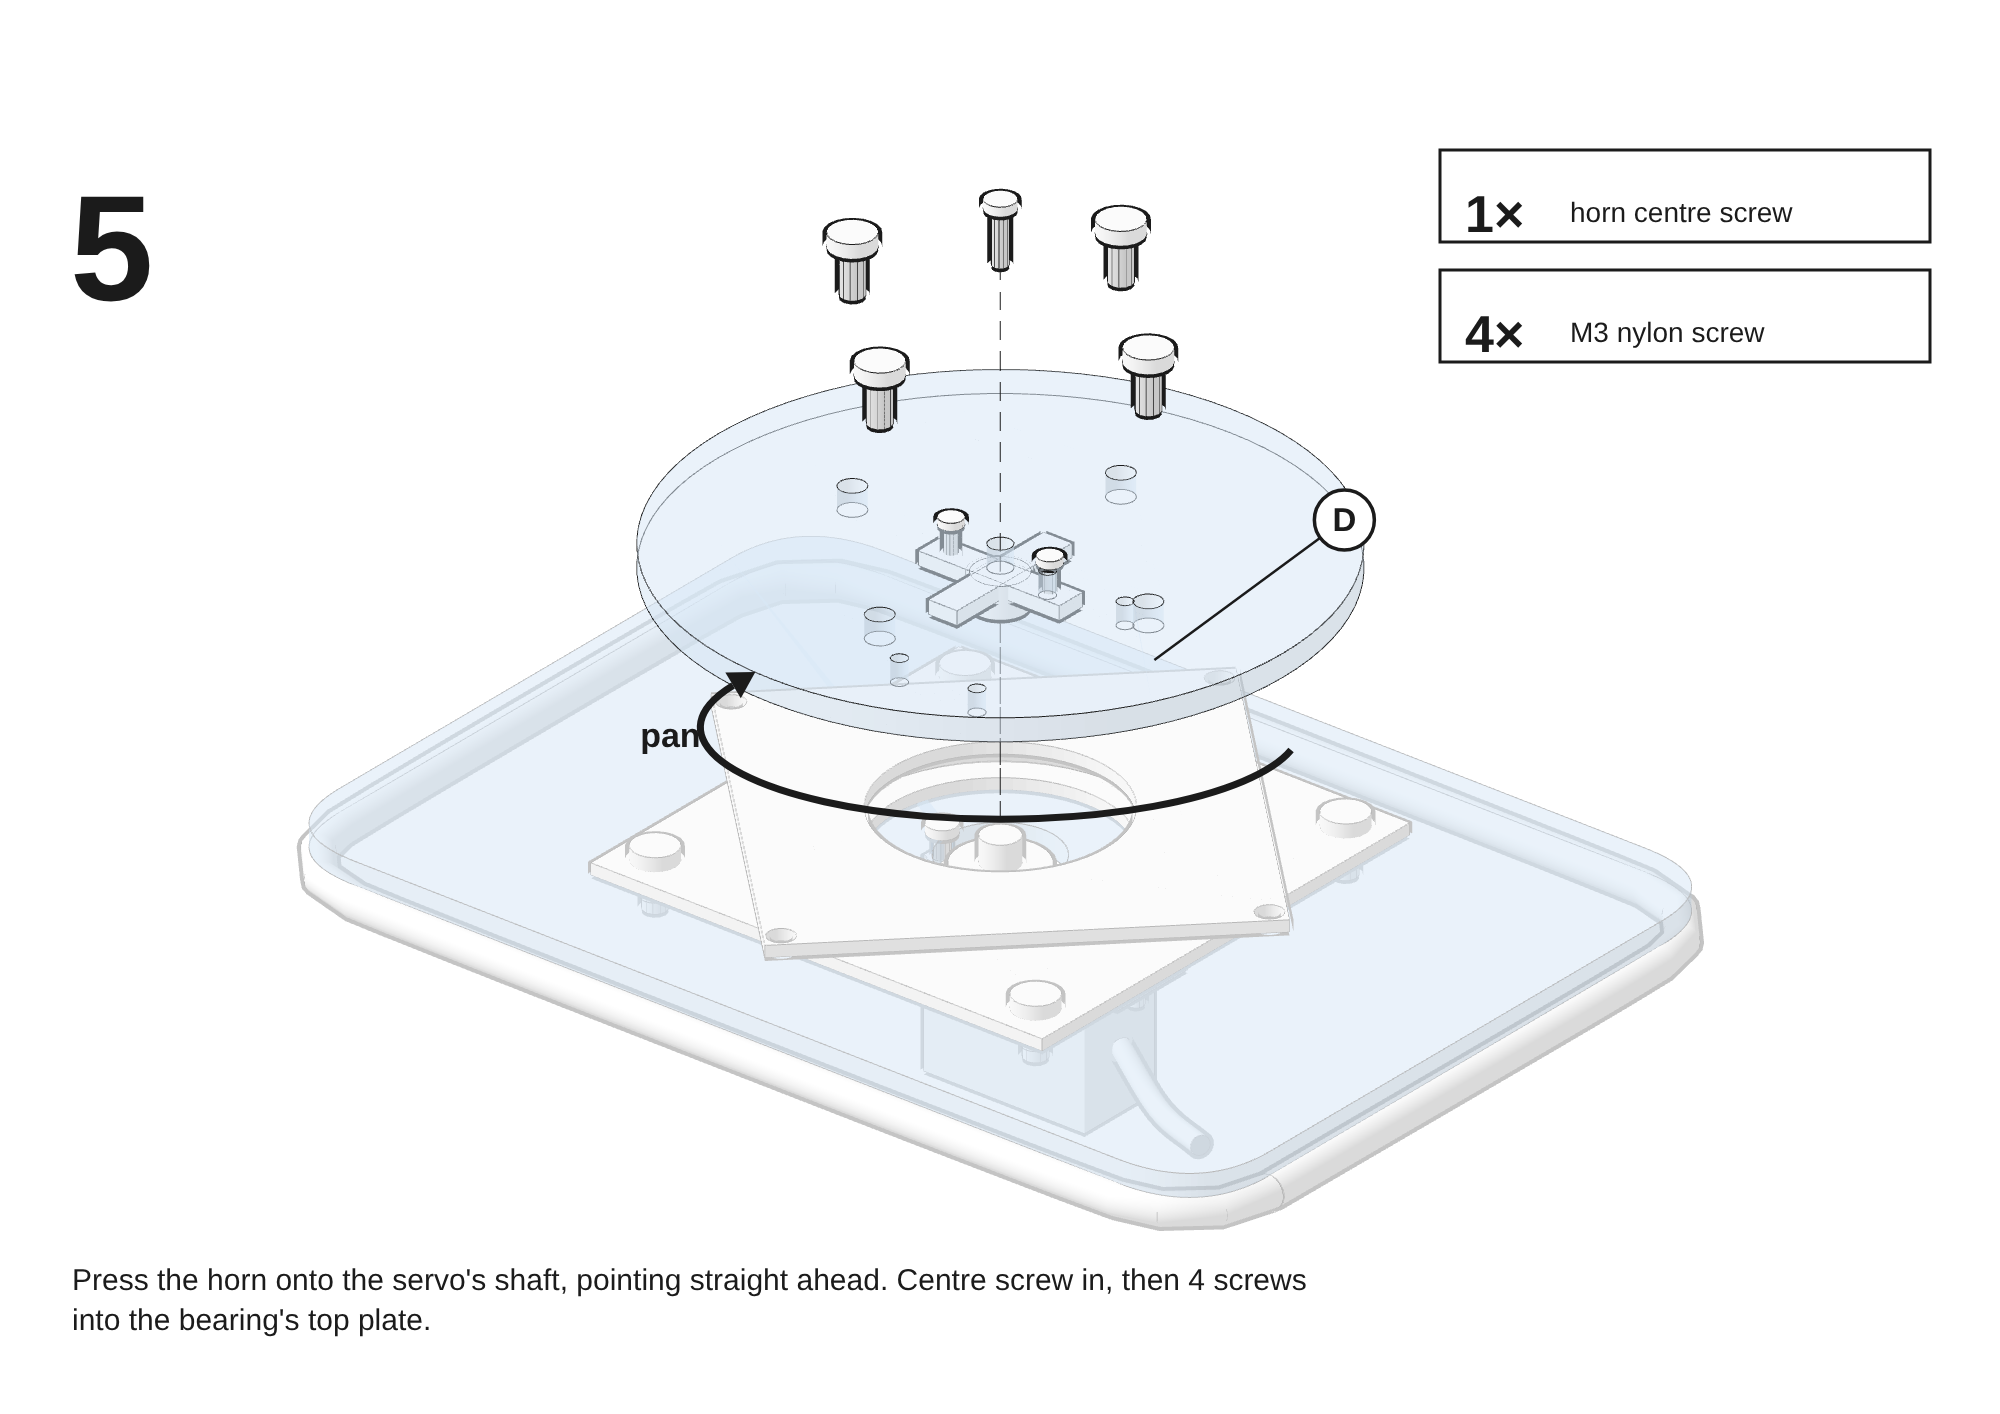 5
1× horn centre screw
4× M3 nylon screw
D
pan
Press the horn onto the servo's shaft, pointing straight ahead. Centre screw in, then 4 screws
into the bearing's top plate.